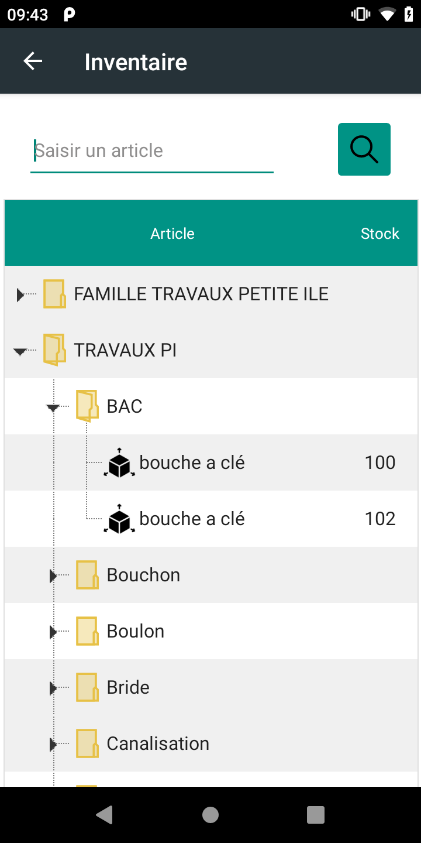 09:43
Inventaire
Saisir un article
Article Stock
FAMILLE TRAVAUX PETITE ILE
TRAVAUX PI
BAC
bouche a clé 100
bouche a clé 102
Bouchon
Boulon
Bride
Canalisation